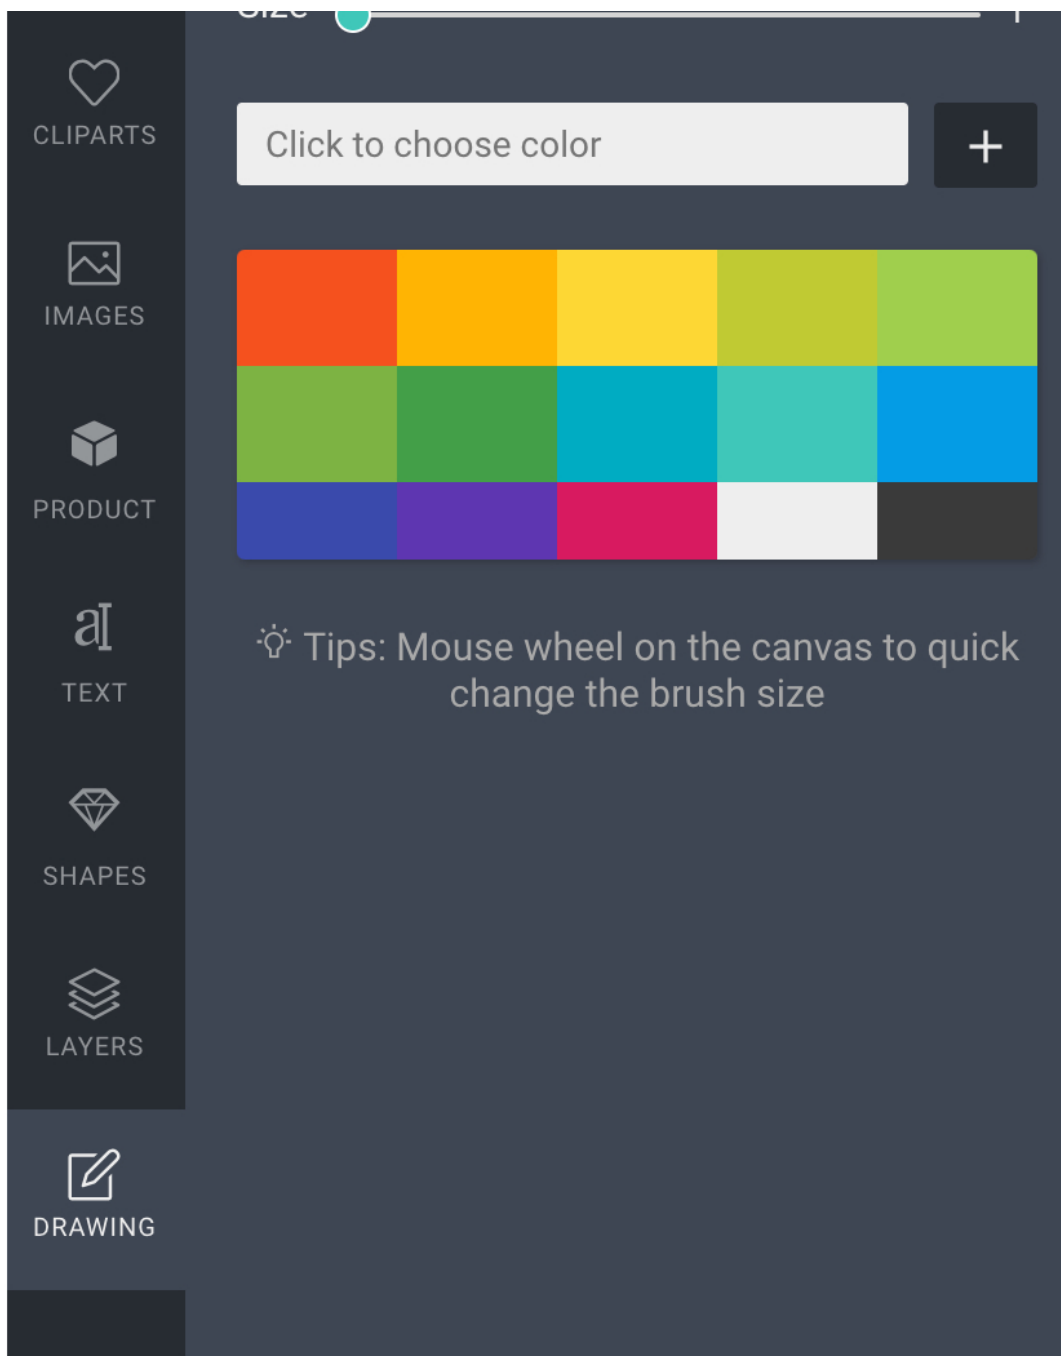 Size
CLIPARTS
Click to choose color
IMAGES
PRODUCT
Tips: Mouse wheel on the canvas to quick
change the brush size
TEXT
SHAPES
LAYERS
DRAWING